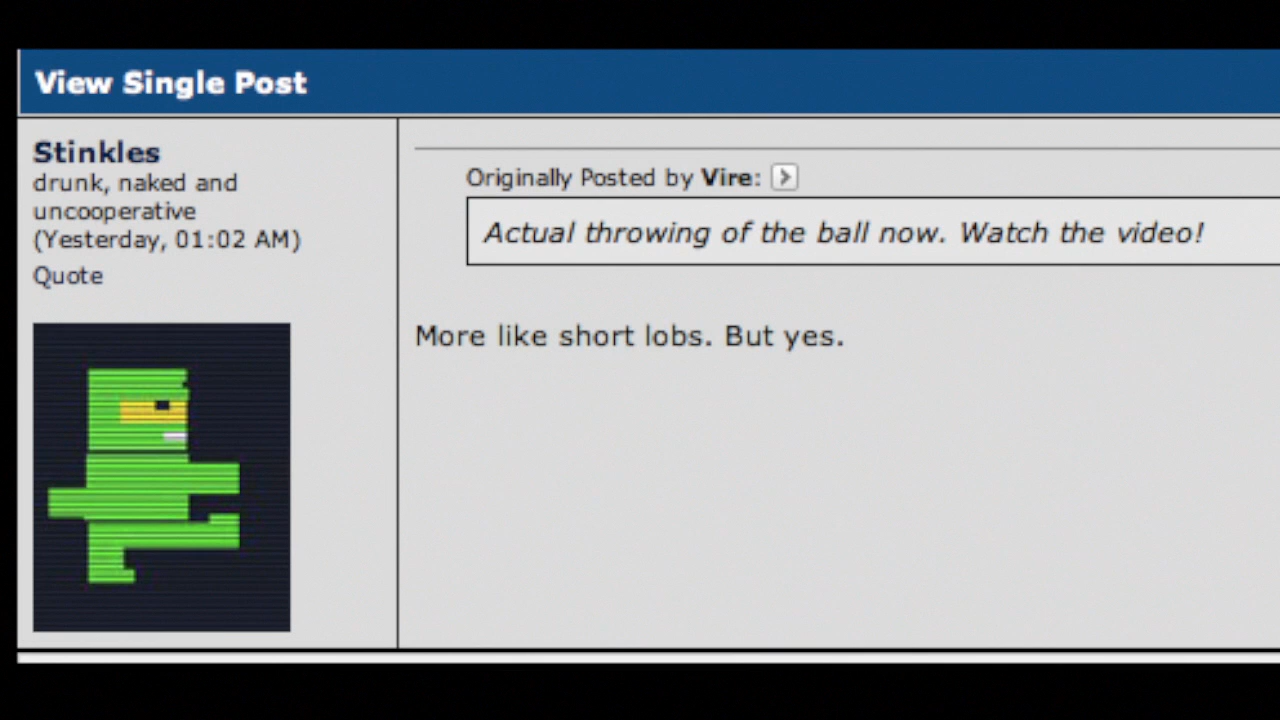 View Single Post
Stinkles
drunk, naked and
uncooperative
(Yesterday, 01:02 AM)
Quote
Originally Posted by Vire:
Actual throwing of the ball now. Watch the video!
More like short lobs. But yes.